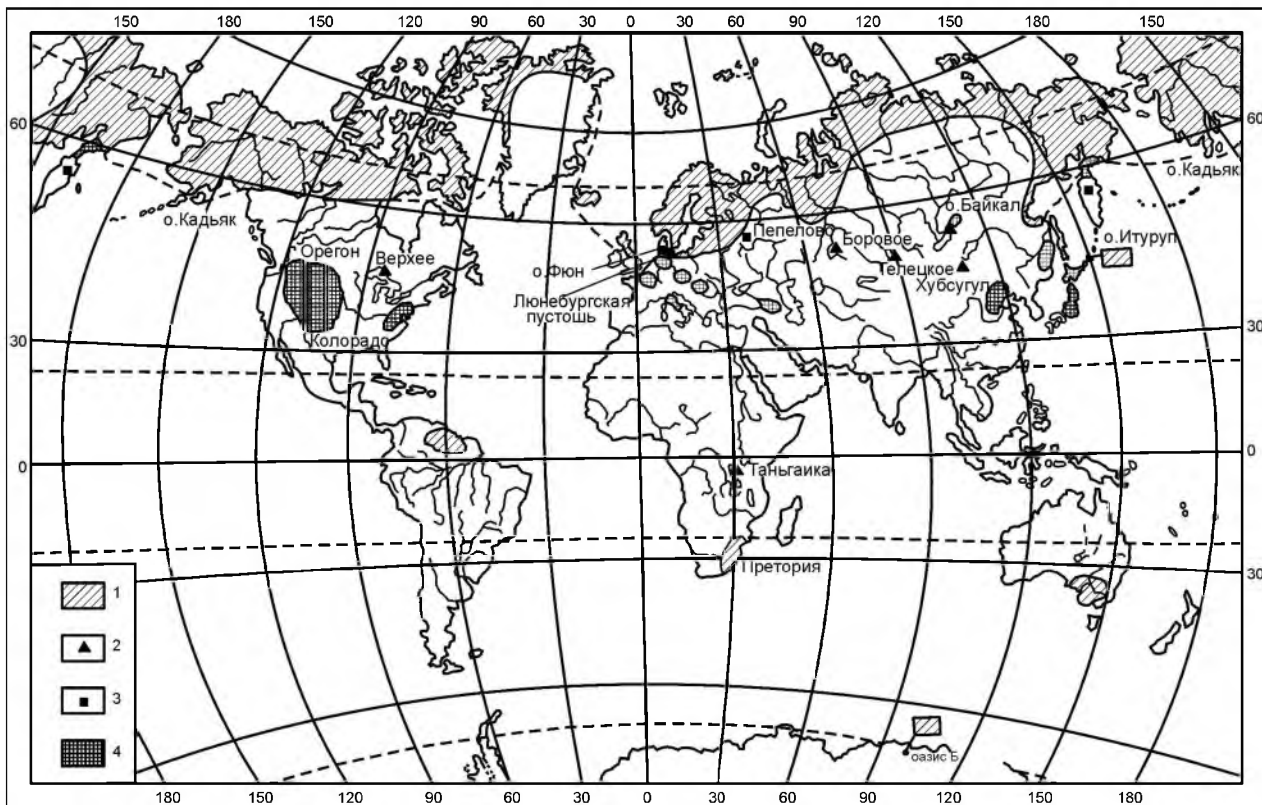 150 180 150 120 90 60 30 0 30 60 90 120 150 180 150
60
60
о.Кадьяк
о.Кадьяк
о.Байкал
Пепелово
Боровое
о.Итуруп
Орегон
Верхее
о.Фюн
Телецкое
Хубсугул
Люнебургская
пустошь
Колорадо
30
30
0
0
Таньгаика
Претория
30
30
1
2
3
4
оазис Б
180 150 120 90 60 30 0 30 60 90 120 150 180